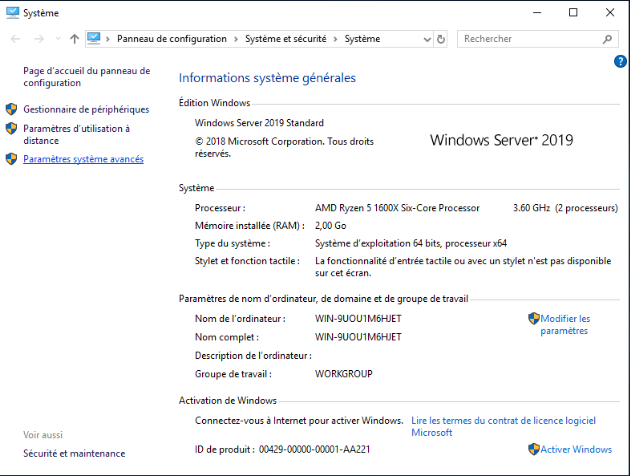 Système
Panneau de configuration > Système et sécurité > Système
Rechercher
Page d'accueil du panneau de
configuration
Gestionnaire de périphériques
Paramètres d'utilisation à
distance
Paramètres système avancés
Informations système générales
Édition Windows
Windows Server 2019 Standard
© 2018 Microsoft Corporation. Tous droits
réservés.
Windows Server® 2019
Système
Processeur : AMD Ryzen 5 1600X Six-Core Processor 3.60 GHz (2 processeurs)
Mémoire installée (RAM) : 2,00 Go
Type du système : Système d'exploitation 64 bits, processeur x64
Stylet et fonction tactile : La fonctionnalité d'entrée tactile ou avec un stylet n'est pas disponible
sur cet écran.
Paramètres de nom d'ordinateur, de domaine et de groupe de travail
Nom de l'ordinateur : WIN-9UOU1M6HJET
Modifier les
paramètres
Nom complet : WIN-9UOU1M6HJET
Description de l'ordinateur :
Groupe de travail : WORKGROUP
Activation de Windows
Connectez-vous à Internet pour activer Windows. Lire les termes du contrat de licence logiciel
Microsoft
ID de produit : 00429-00000-00001-AA221
Activer Windows
Voir aussi
Sécurité et maintenance